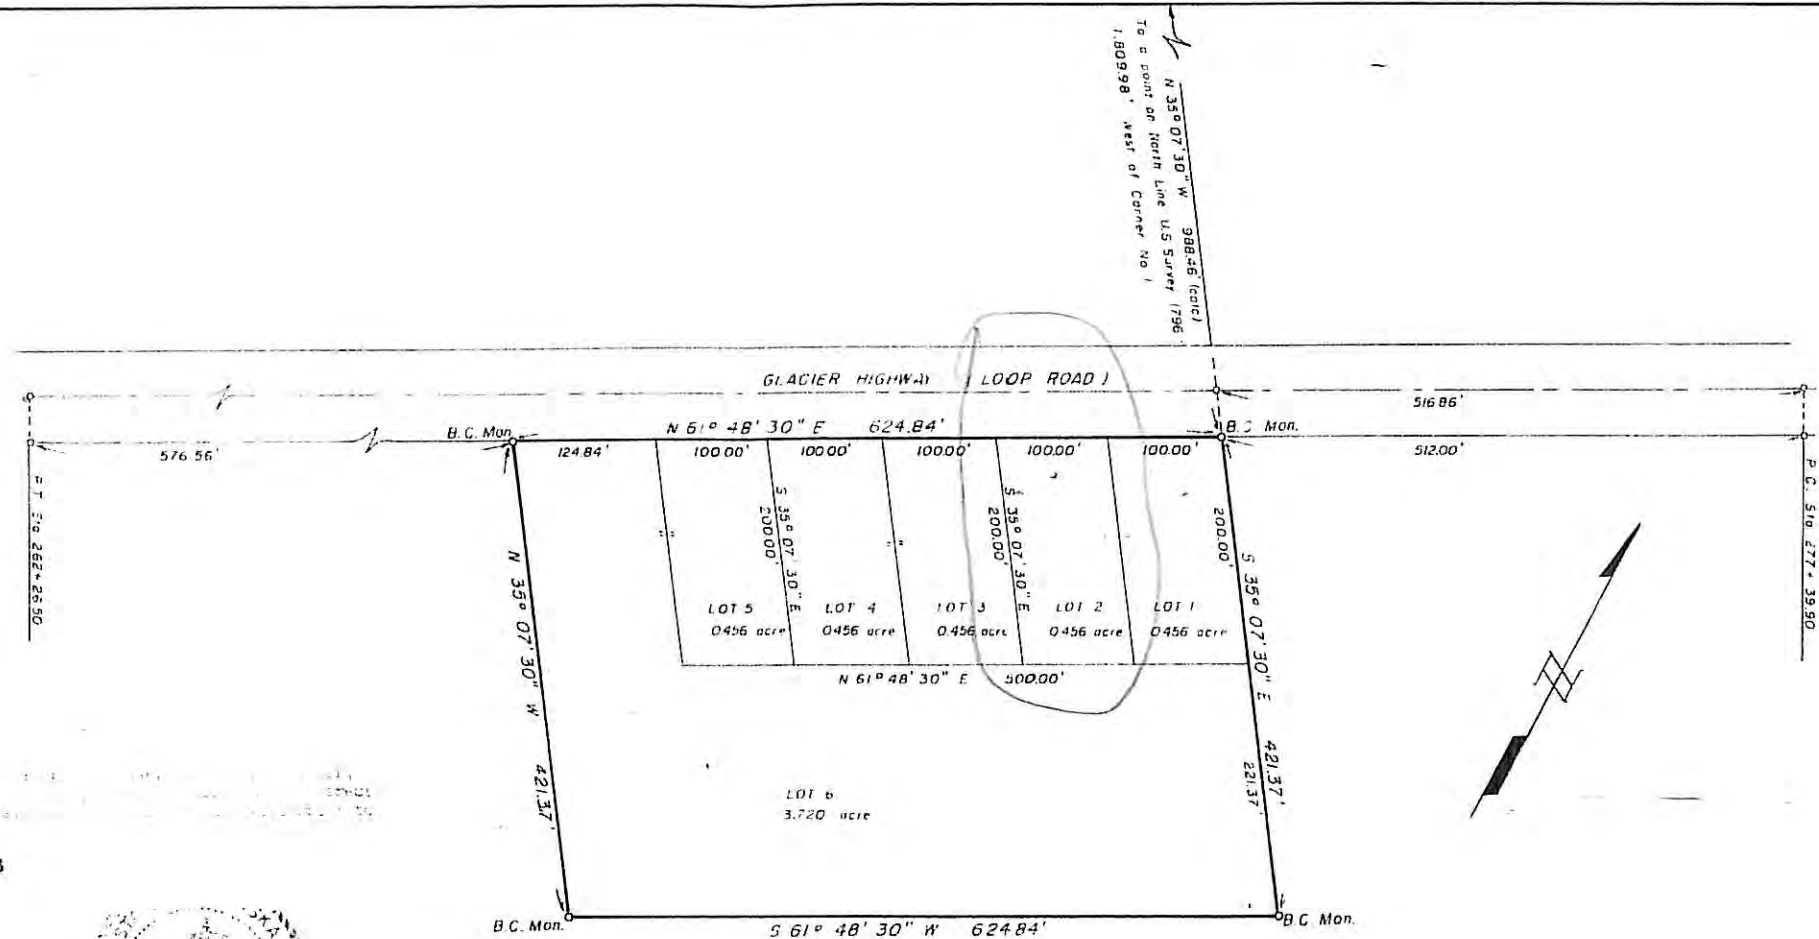 N 35° 07' 30" W 988.46' (calc)
To a point on North Line U.S Survey 1796
1,809.98' west of Corner No 1
GLACIER HIGHWAY ( LOOP ROAD )
516.86'
B.C. Mon.
N 61° 48' 30" E 624.84'
B.C. Mon.
576.56'
124.84'
100.00'
100.00'
100.00'
100.00'
100.00'
512.00'
P.T. Sta 262+26.50
P.C. Sta 277+39.90
S 35° 07' 30" E
200.00'
S 35° 07' 30" E
200.00'
200.00'
S 35° 07' 30" E 421.37'
221.37'
N 35° 07' 30" W 421.37'
LOT 5
0.456 acre
LOT 4
0.456 acre
LOT 3
0.456 acre
LOT 2
0.456 acre
LOT 1
0.456 acre
N 61° 48' 30" E 500.00'
LOT 6
3.720 acre
B.C. Mon.
S 61° 48' 30" W 624.84'
B.C. Mon.